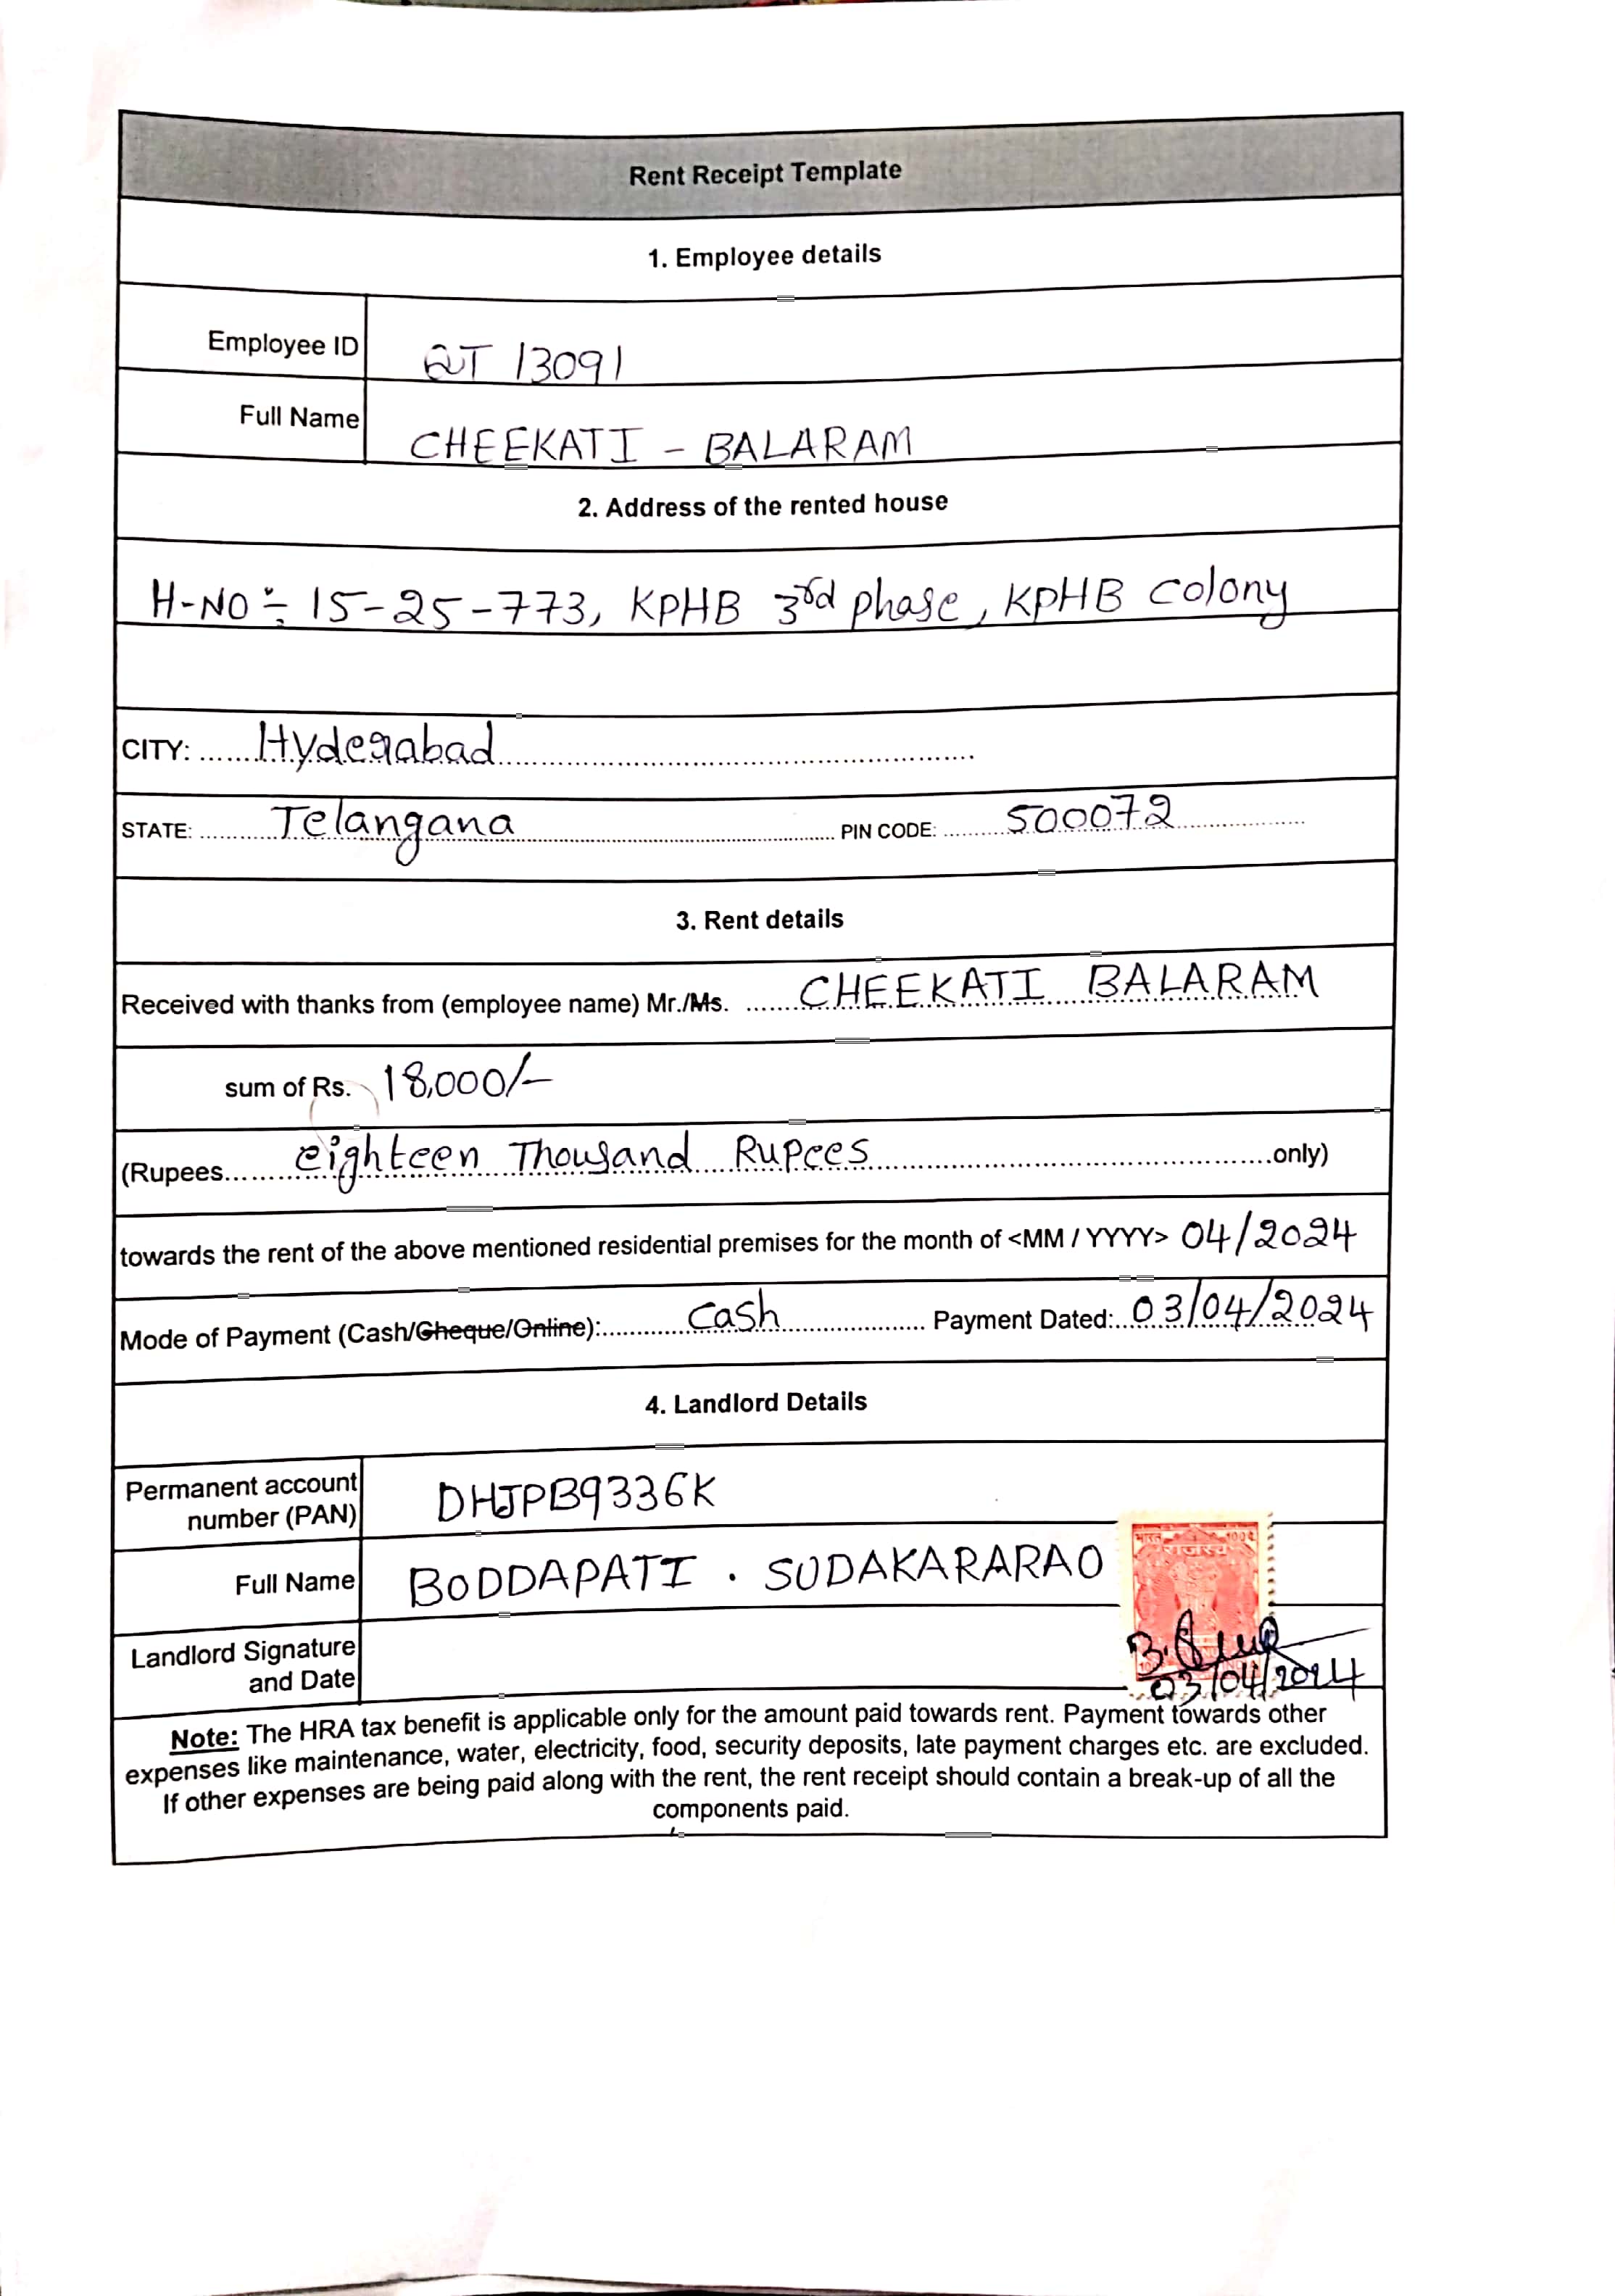 Rent Receipt Template
1. Employee details
Employee ID QT 13091
Full Name CHEEKATI - BALARAM
2. Address of the rented house
H-NO:- 15-25-773, KPHB 3rd phase, KPHB colony
CITY: ......Hyderabad......
STATE: ......Telangana...... PIN CODE: ......500072......
3. Rent details
Received with thanks from (employee name) Mr./Ms. ......CHEEKATI BALARAM
sum of Rs. 18,000/-
(Rupees......eighteen Thousand Rupees......only)
towards the rent of the above mentioned residential premises for the month of <MM / YYYY> 04/2024
Mode of Payment (Cash/Cheque/Online):......cash...... Payment Dated:...03/04/2024
4. Landlord Details
Permanent account
number (PAN) DHJPB9336K
Full Name BODDAPATI . SUDAKARARAO
भारत 1994
राजस्व
Landlord Signature
and Date 03/04/2024
Note: The HRA tax benefit is applicable only for the amount paid towards rent. Payment towards other
expenses like maintenance, water, electricity, food, security deposits, late payment charges etc. are excluded.
If other expenses are being paid along with the rent, the rent receipt should contain a break-up of all the
components paid.